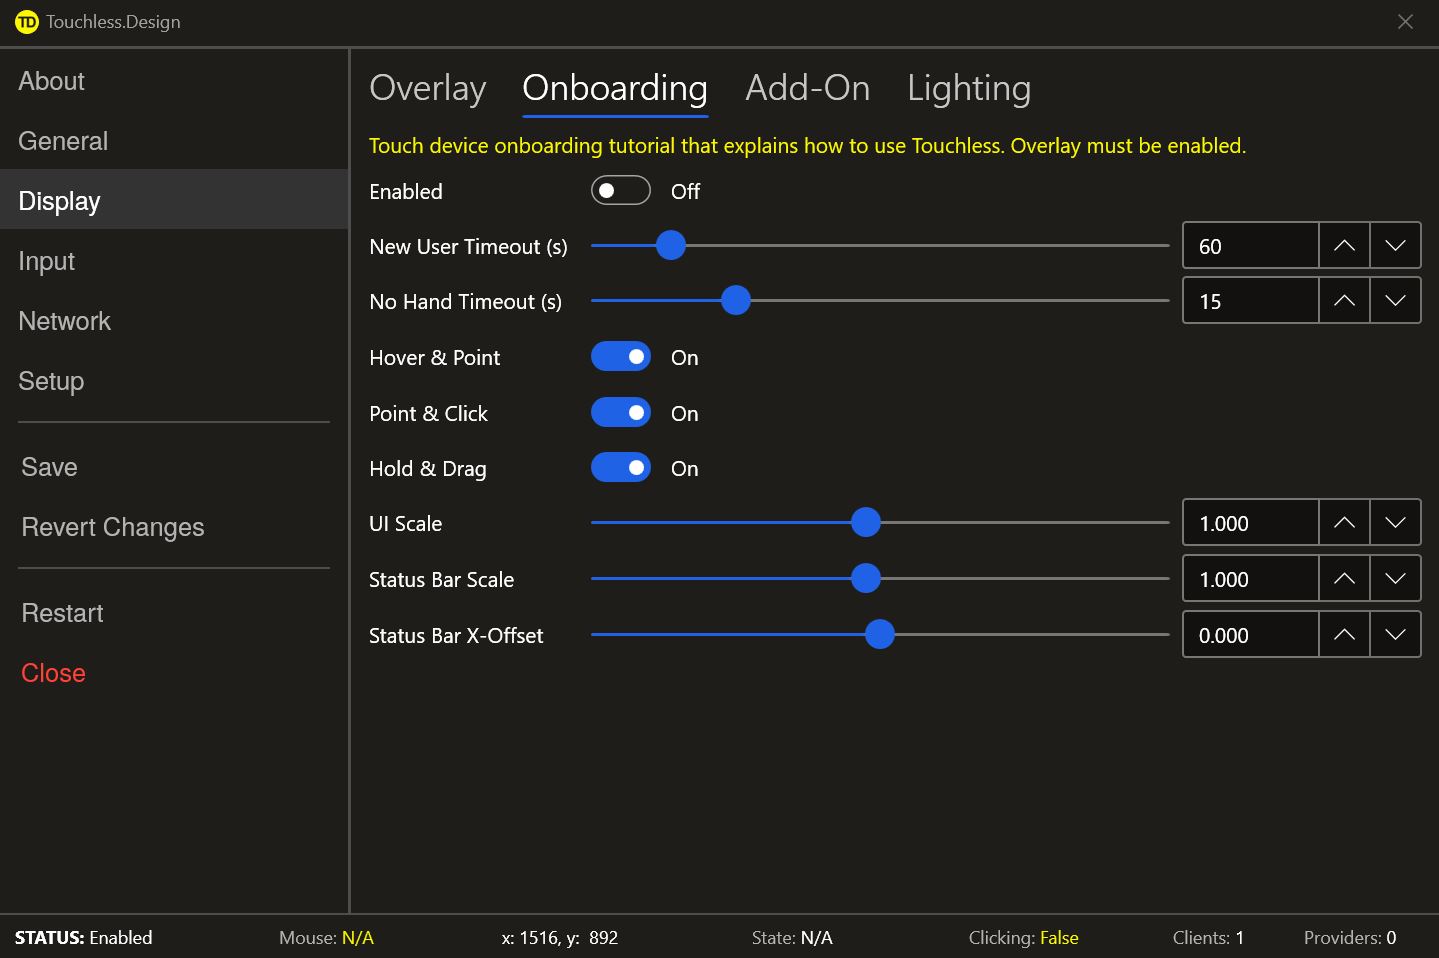 TD Touchless.Design
About
General
Display
Input
Network
Setup
Save
Revert Changes
Restart
Close
Overlay Onboarding Add-On Lighting
Touch device onboarding tutorial that explains how to use Touchless. Overlay must be enabled.
Enabled Off
New User Timeout (s) 60
No Hand Timeout (s) 15
Hover & Point On
Point & Click On
Hold & Drag On
UI Scale 1.000
Status Bar Scale 1.000
Status Bar X-Offset 0.000
STATUS: Enabled Mouse: N/A x: 1516, y: 892 State: N/A Clicking: False Clients: 1 Providers: 0